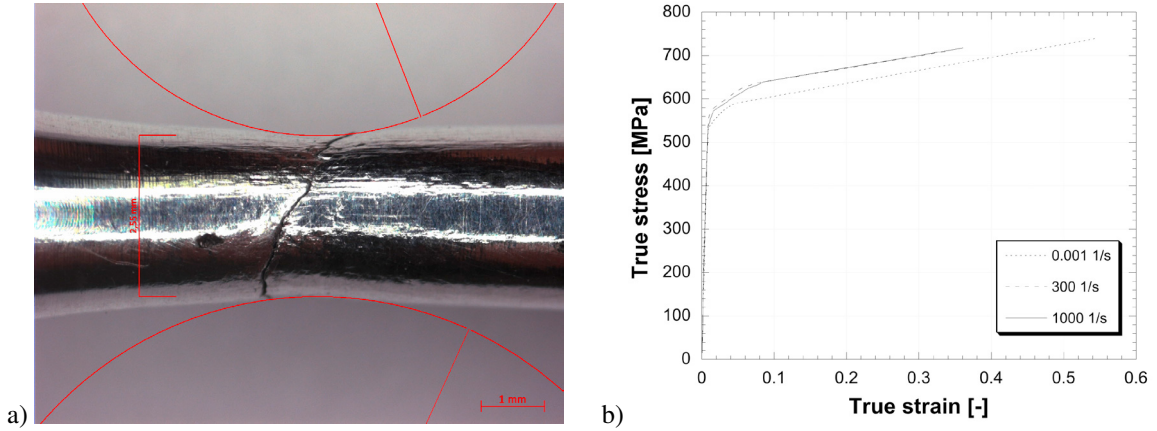 a)
2.55 mm
1 mm
b)
True stress [MPa]
800
700
600
500
400
300
200
100
0
0.001 1/s
300 1/s
1000 1/s
0
0.1
0.2
0.3
0.4
0.5
0.6
True strain [-]